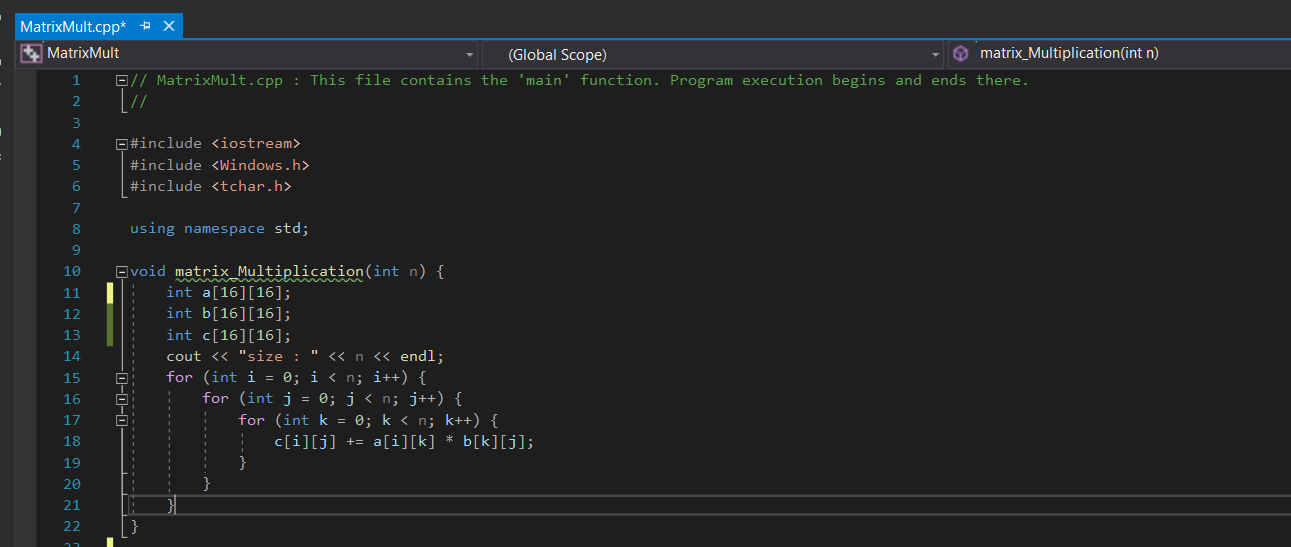 MatrixMult.cpp*
MatrixMult (Global Scope) matrix_Multiplication(int n)
1 // MatrixMult.cpp : This file contains the 'main' function. Program execution begins and ends there.
2 //
3
4 #include <iostream>
5 #include <Windows.h>
6 #include <tchar.h>
7
8 using namespace std;
9
10 void matrix_Multiplication(int n) {
11     int a[16][16];
12     int b[16][16];
13     int c[16][16];
14     cout << "size : " << n << endl;
15     for (int i = 0; i < n; i++) {
16         for (int j = 0; j < n; j++) {
17             for (int k = 0; k < n; k++) {
18                 c[i][j] += a[i][k] * b[k][j];
19             }
20         }
21     }
22 }